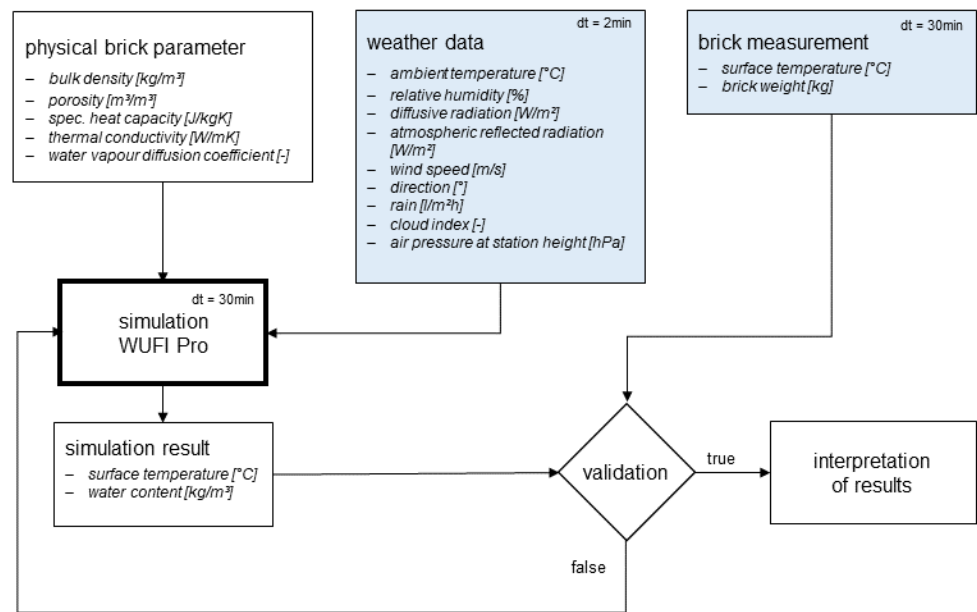 physical brick parameter
– bulk density [kg/m³]
– porosity [m³/m³]
– spec. heat capacity [J/kgK]
– thermal conductivity [W/mK]
– water vapour diffusion coefficient [-]
dt = 2min
weather data
– ambient temperature [°C]
– relative humidity [%]
– diffusive radiation [W/m²]
– atmospheric reflected radiation
[W/m²]
– wind speed [m/s]
– direction [°]
– rain [l/m²h]
– cloud index [-]
– air pressure at station height [hPa]
dt = 30min
brick measurement
– surface temperature [°C]
– brick weight [kg]
dt = 30min
simulation
WUFI Pro
simulation result
– surface temperature [°C]
– water content [kg/m³]
validation
true
interpretation
of results
false